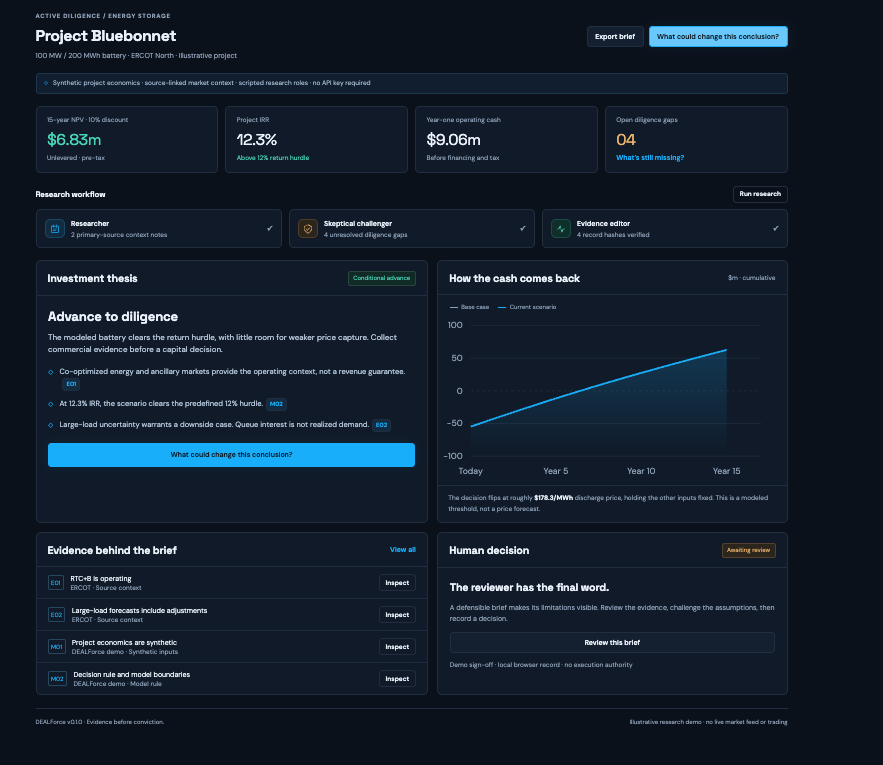 ACTIVE DILIGENCE / ENERGY STORAGE
Project Bluebonnet
100 MW / 200 MWh battery · ERCOT North · Illustrative project
Export brief
What could change this conclusion?
Synthetic project economics · source-linked market context · scripted research roles · no API key required
15-year NPV · 10% discount
$6.83m
Unlevered · pre-tax
Project IRR
12.3%
Above 12% return hurdle
Year-one operating cash
$9.06m
Before financing and tax
Open diligence gaps
04
What's still missing?
Research workflow
Run research
Researcher
2 primary-source context notes
Skeptical challenger
4 unresolved diligence gaps
Evidence editor
4 record hashes verified
Investment thesis
Conditional advance
Advance to diligence
The modeled battery clears the return hurdle, with little room for weaker price capture. Collect
commercial evidence before a capital decision.
Co-optimized energy and ancillary markets provide the operating context, not a revenue guarantee.
E01
At 12.3% IRR, the scenario clears the predefined 12% hurdle. M02
Large-load uncertainty warrants a downside case. Queue interest is not realized demand. E02
What could change this conclusion?
How the cash comes back
$m · cumulative
Base case
Current scenario
100
50
0
-50
-100
Today
Year 5
Year 10
Year 15
The decision flips at roughly $178.3/MWh discharge price, holding the other inputs fixed. This is a modeled
threshold, not a price forecast.
Evidence behind the brief
View all
E01
RTC+B is operating
ERCOT · Source context
Inspect
E02
Large-load forecasts include adjustments
ERCOT · Source context
Inspect
M01
Project economics are synthetic
DEALForce demo · Synthetic inputs
Inspect
M02
Decision rule and model boundaries
DEALForce demo · Model rule
Inspect
Human decision
Awaiting review
The reviewer has the final word.
A defensible brief makes its limitations visible. Review the evidence, challenge the assumptions, then
record a decision.
Review this brief
Demo sign-off · local browser record · no execution authority
DEALForce v0.1.0 · Evidence before conviction.
Illustrative research demo · no live market feed or trading